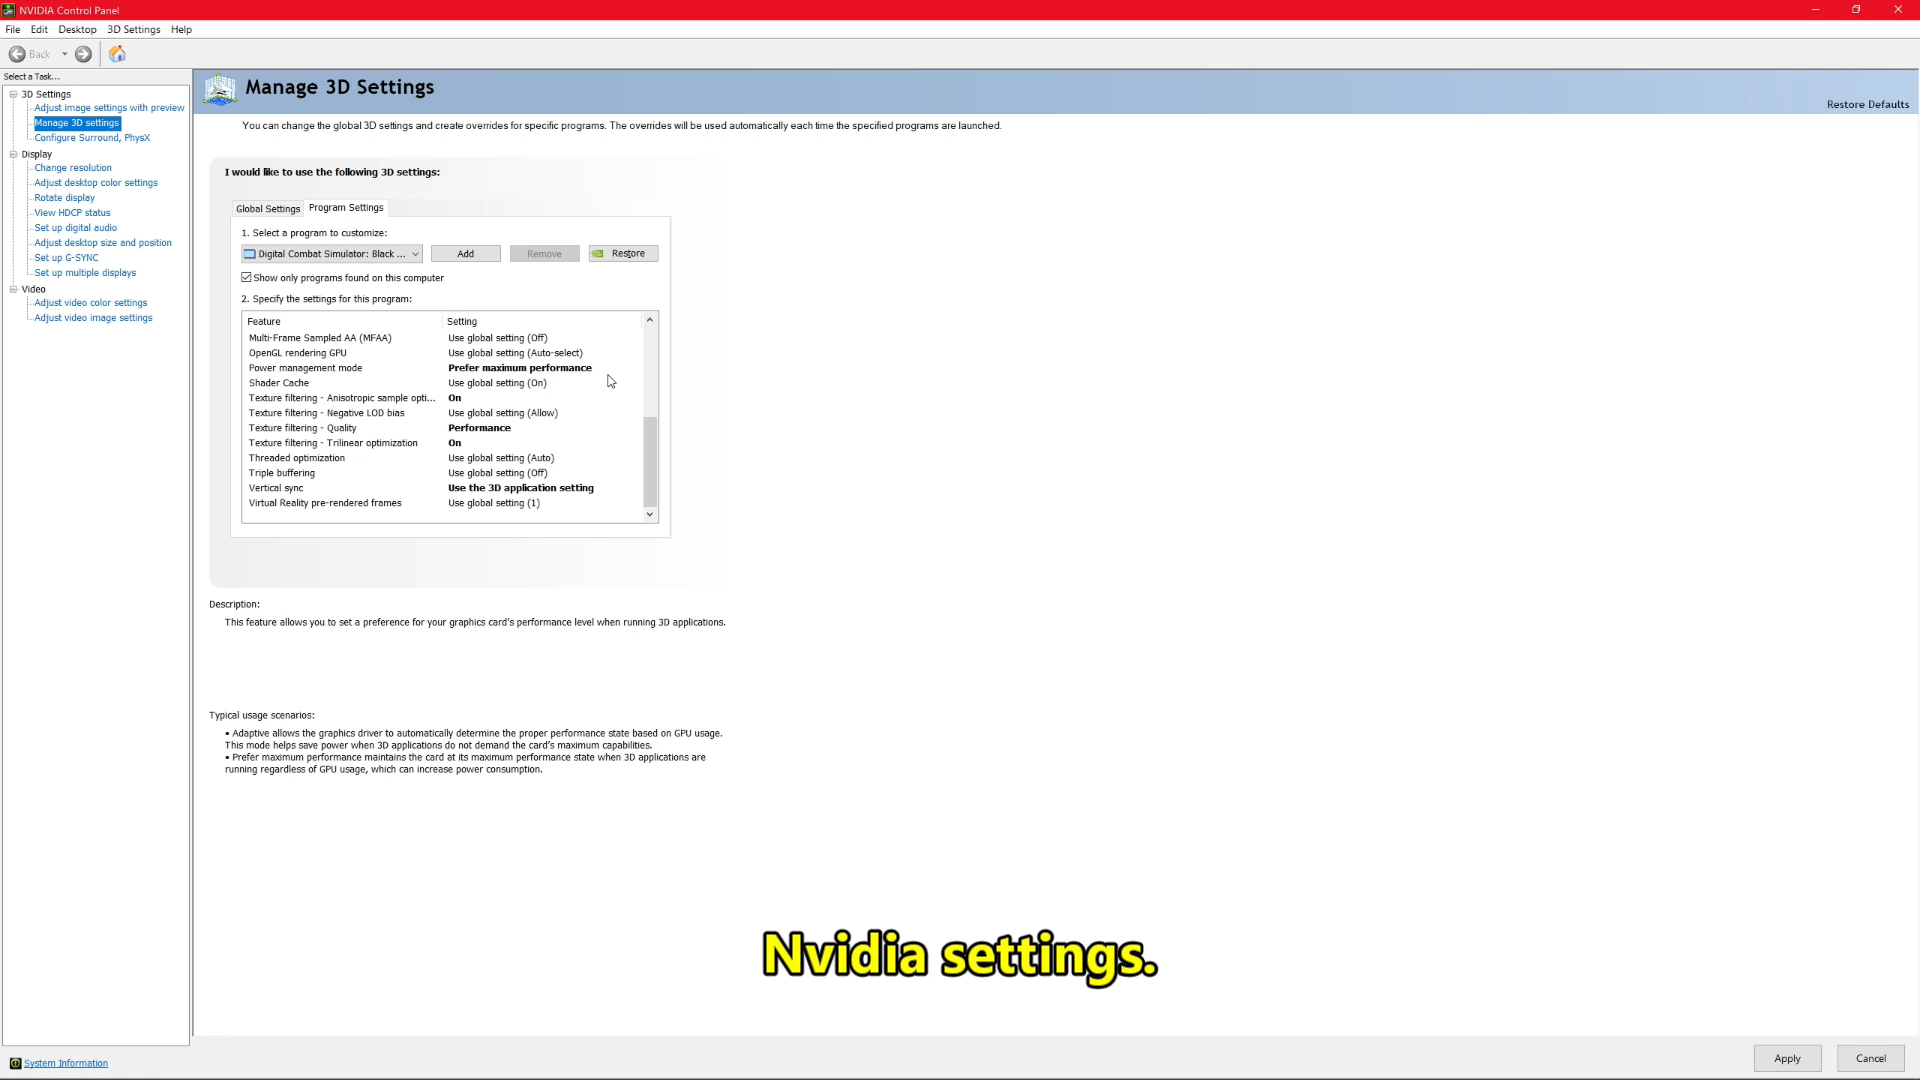 NVIDIA Control Panel
File Edit Desktop 3D Settings Help
Back
Select a Task...
3D Settings
Adjust image settings with preview
Manage 3D settings
Configure Surround, PhysX
Display
Change resolution
Adjust desktop color settings
Rotate display
View HDCP status
Set up digital audio
Adjust desktop size and position
Set up G-SYNC
Set up multiple displays
Video
Adjust video color settings
Adjust video image settings
System Information
Manage 3D Settings
Restore Defaults
You can change the global 3D settings and create overrides for specific programs. The overrides will be used automatically each time the specified programs are launched.
I would like to use the following 3D settings:
Global Settings Program Settings
1. Select a program to customize:
Digital Combat Simulator: Black ... Add Remove Restore
Show only programs found on this computer
2. Specify the settings for this program:
Feature Setting
Multi-Frame Sampled AA (MFAA) Use global setting (Off)
OpenGL rendering GPU Use global setting (Auto-select)
Power management mode Prefer maximum performance
Shader Cache Use global setting (On)
Texture filtering - Anisotropic sample opti... On
Texture filtering - Negative LOD bias Use global setting (Allow)
Texture filtering - Quality Performance
Texture filtering - Trilinear optimization On
Threaded optimization Use global setting (Auto)
Triple buffering Use global setting (Off)
Vertical sync Use the 3D application setting
Virtual Reality pre-rendered frames Use global setting (1)
Description:
This feature allows you to set a preference for your graphics card's performance level when running 3D applications.
Typical usage scenarios:
• Adaptive allows the graphics driver to automatically determine the proper performance state based on GPU usage.
This mode helps save power when 3D applications do not demand the card's maximum capabilities.
• Prefer maximum performance maintains the card at its maximum performance state when 3D applications are
running regardless of GPU usage, which can increase power consumption.
Nvidia settings.
Apply Cancel